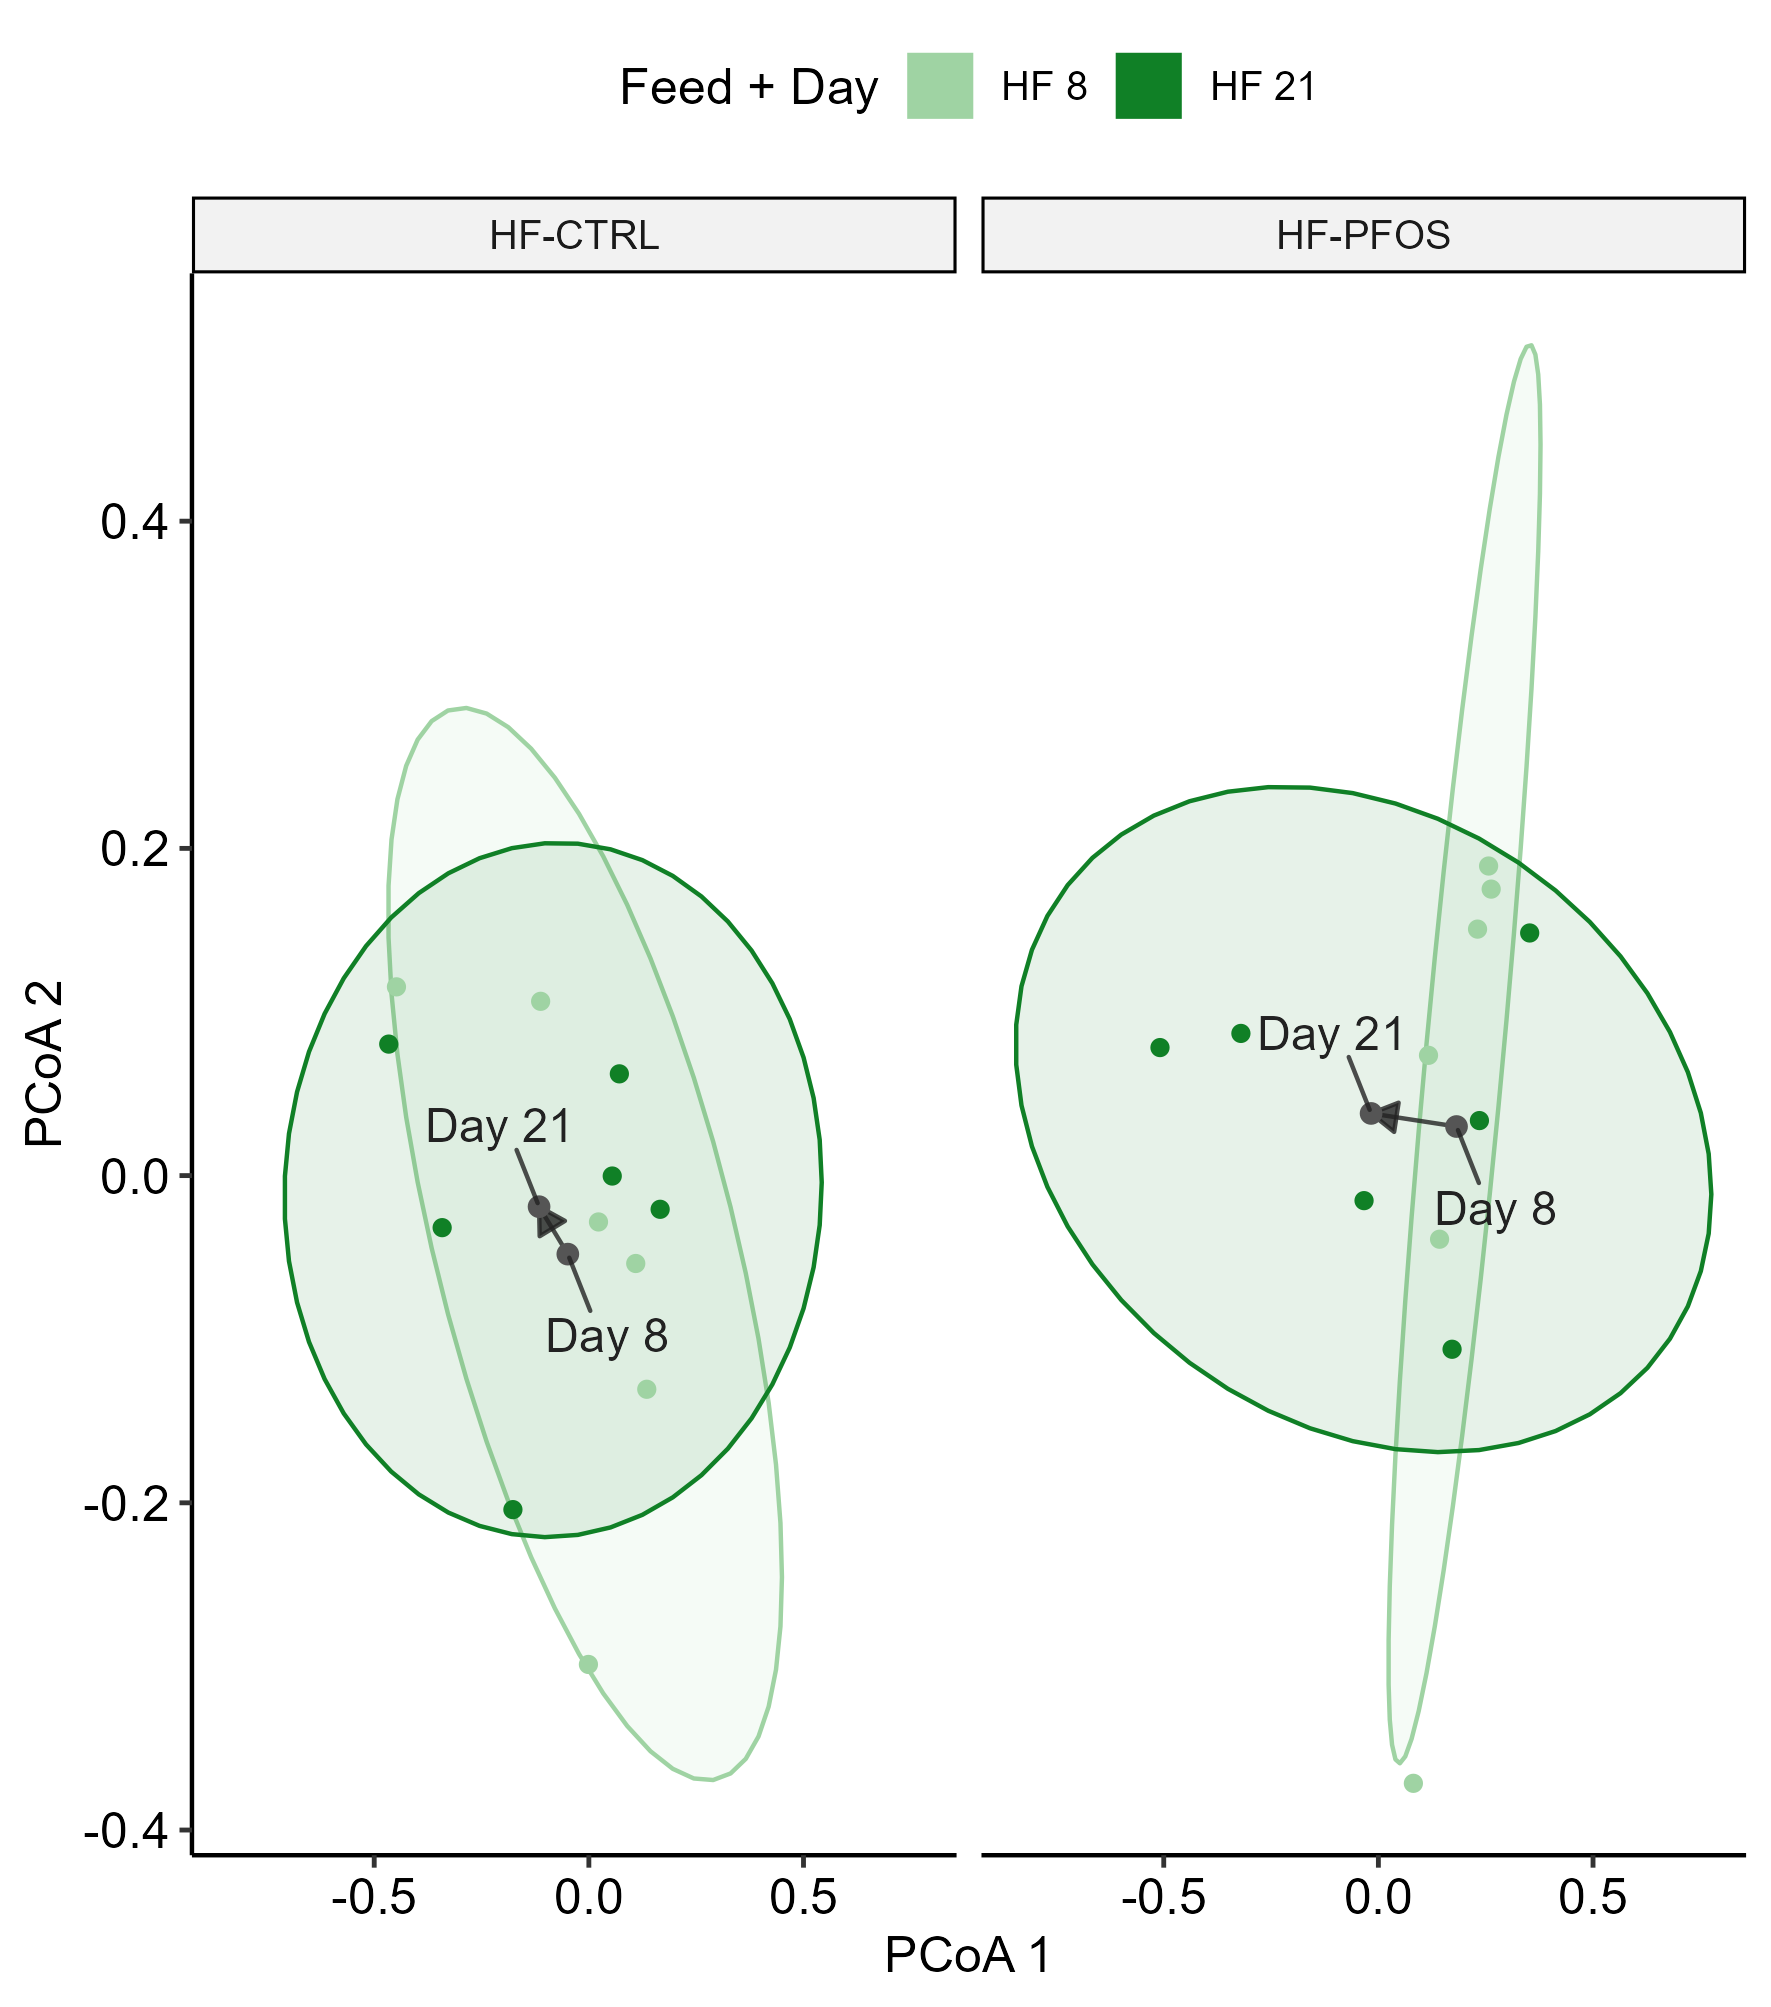 Feed + Day HF 8 HF 21
HF-CTRL HF-PFOS
0.4
0.2
0.0
-0.2
-0.4
PCoA 2
Day 21
Day 8
Day 21
Day 8
-0.5 0.0 0.5 -0.5 0.0 0.5
PCoA 1